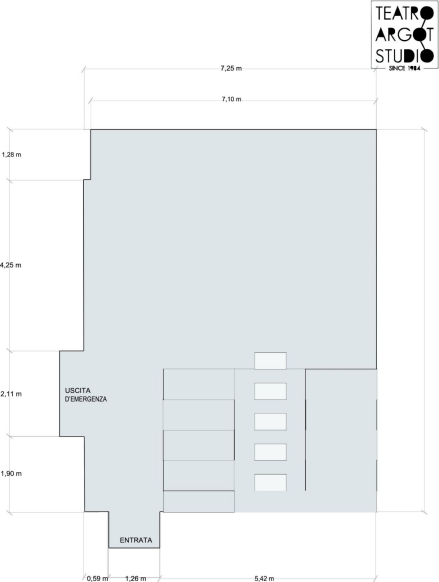 TEATRO
ARGOT
STUDIO
SINCE 1984
7,25 m
7,10 m
1,28 m
4,25 m
2,11 m
1,90 m
USCITA
D'EMERGENZA
ENTRATA
0,59 m
1,26 m
5,42 m